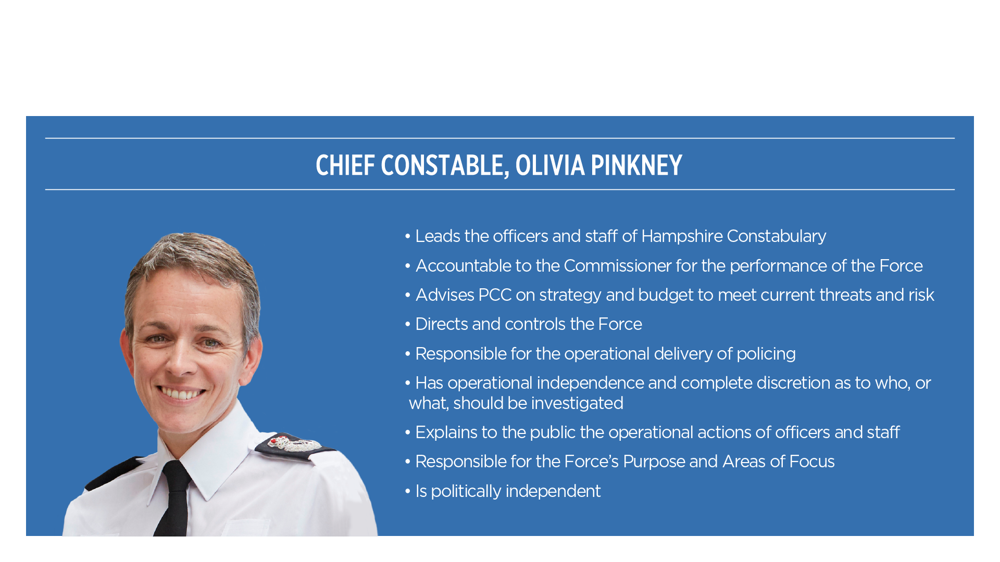 CHIEF CONSTABLE, OLIVIA PINKNEY
• Leads the officers and staff of Hampshire Constabulary
• Accountable to the Commissioner for the performance of the Force
• Advises PCC on strategy and budget to meet current threats and risk
• Directs and controls the Force
• Responsible for the operational delivery of policing
• Has operational independence and complete discretion as to who, or
what, should be investigated
• Explains to the public the operational actions of officers and staff
• Responsible for the Force’s Purpose and Areas of Focus
• Is politically independent